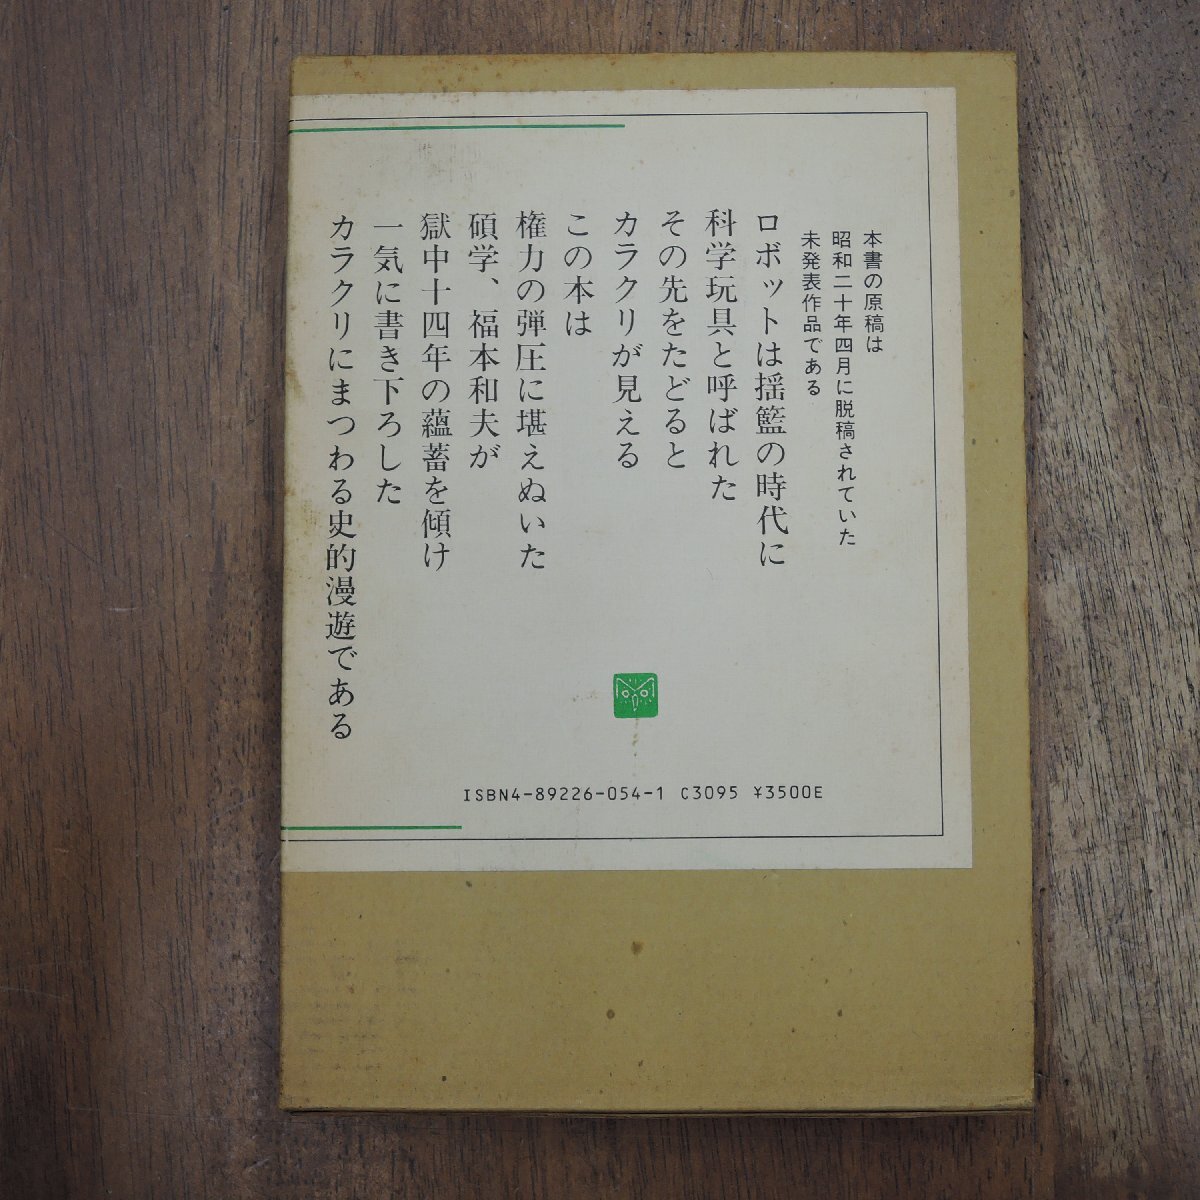 本書の原稿は
昭和二十年四月に脱稿されていた
未発表作品である
ロボットは揺籃の時代に
科学玩具と呼ばれた
その先をたどると
カラクリが見える
この本は
権力の弾圧に堪えぬいた
碩学、福本和夫が
獄中十四年の蘊蓄を傾け
一気に書き下ろした
カラクリにまつわる史的漫遊である
ISBN4-89226-054-1 C3095 ¥3500E